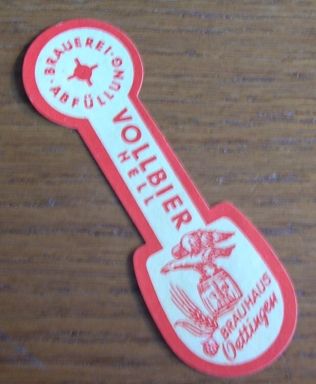 · BRAUEREI ·
ABFÜLLUNG
VOLLBIER
HELL
BRAUHAUS
Oettingen